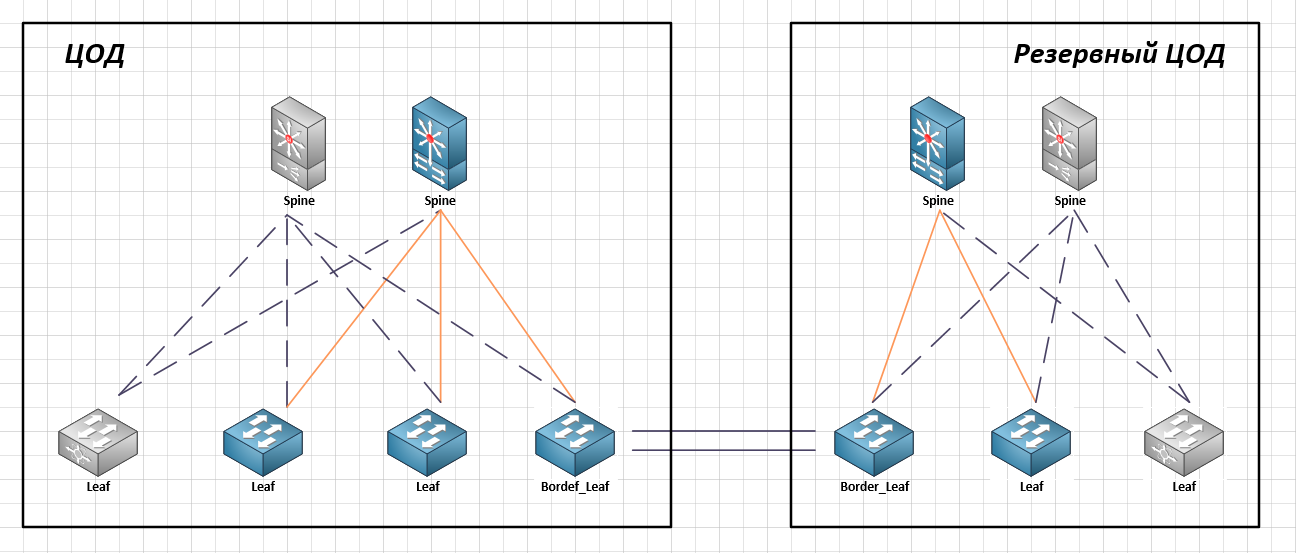 ЦОД
Резервный ЦОД
Spine
Spine
Spine
Spine
Leaf
Leaf
Leaf
Bordef_Leaf
Border_Leaf
Leaf
Leaf